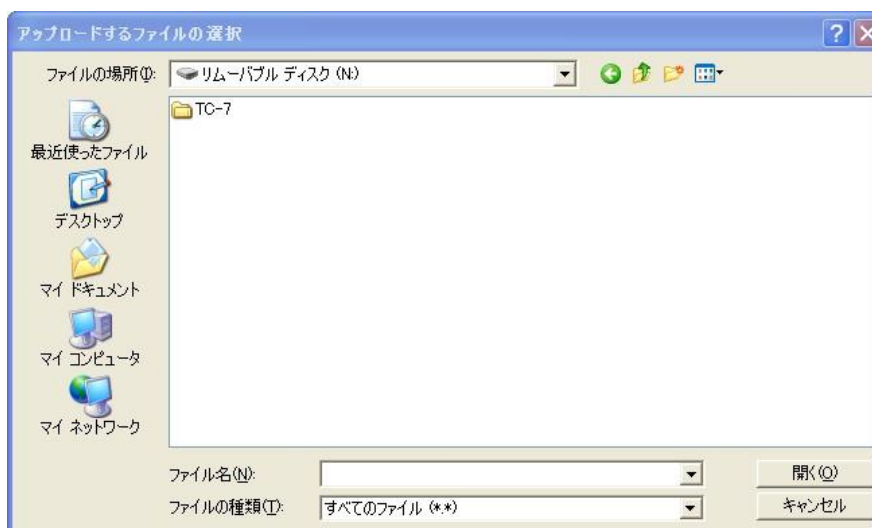 アップロードするファイルの選択
ファイルの場所(I):
リムーバブル ディスク (N:)
TC-7
最近使ったファイル
デスクトップ
マイ ドキュメント
マイ コンピュータ
マイ ネットワーク
ファイル名(N):
開く(O)
ファイルの種類(T):
すべてのファイル (*.*)
キャンセル